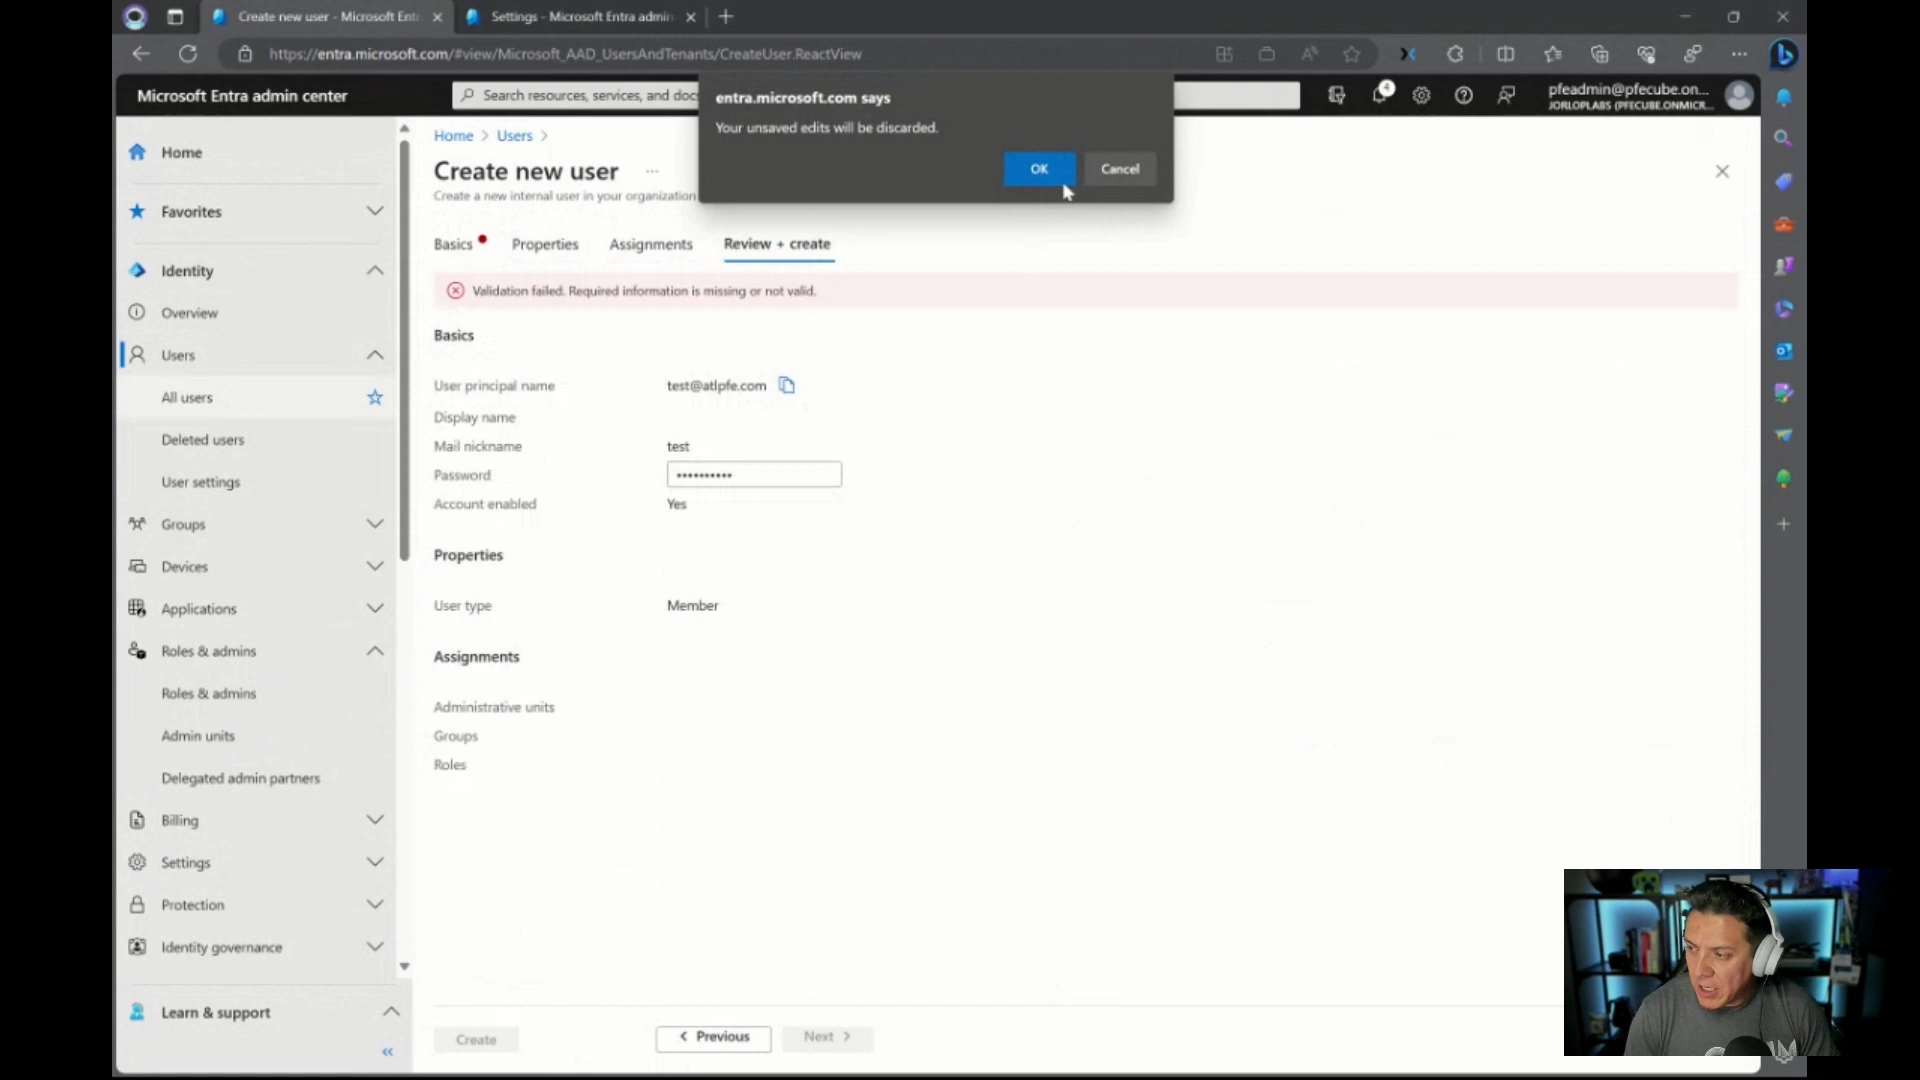 Create new user - Microsoft Ent
Settings - Microsoft Entra admin
https://entra.microsoft.com/#view/Microsoft_AAD_UsersAndTenants/CreateUser.ReactView
Microsoft Entra admin center
Search resources, services, and docs
pfeadmin@pfecube.on...
JORLOPLABS (PFECUBE.ONMICR...
4
entra.microsoft.com says
Your unsaved edits will be discarded.
OK
Cancel
Home
Favorites
Identity
Overview
Users
All users
Deleted users
User settings
Groups
Devices
Applications
Roles & admins
Roles & admins
Admin units
Delegated admin partners
Billing
Settings
Protection
Identity governance
Learn & support
Home > Users >
Create new user ...
Create a new internal user in your organization
Basics Properties Assignments Review + create
Validation failed. Required information is missing or not valid.
Basics
User principal name test@atlpfe.com
Display name
Mail nickname test
Password ••••••••••
Account enabled Yes
Properties
User type Member
Assignments
Administrative units
Groups
Roles
Create
< Previous
Next >